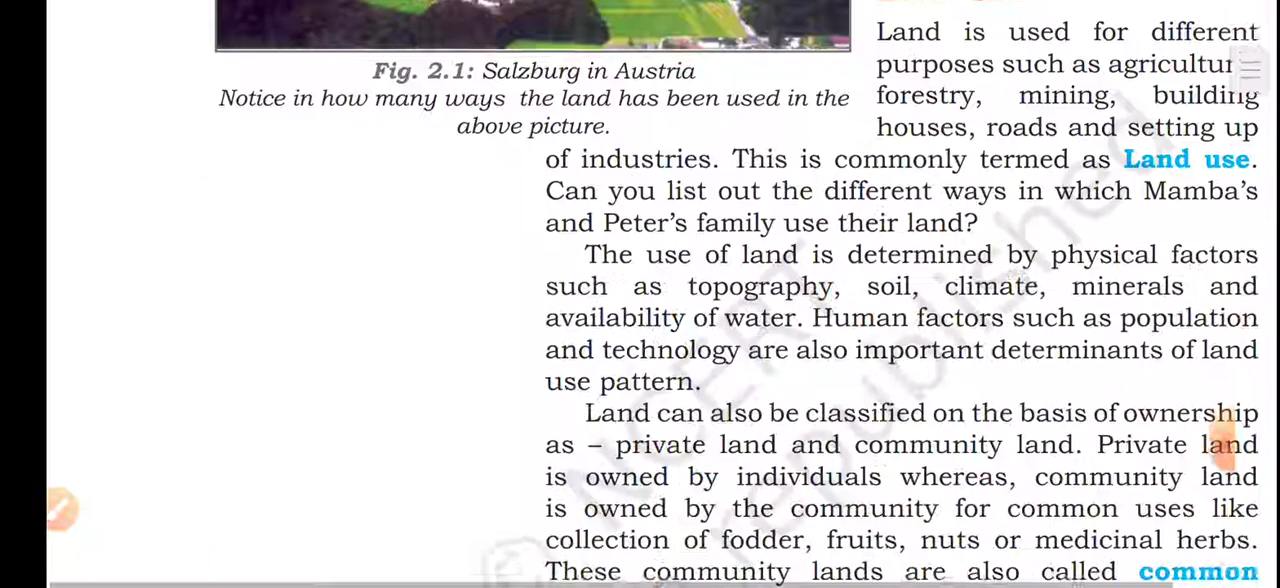 Land is used for different
Fig. 2.1: Salzburg in Austria
Notice in how many ways the land has been used in the
above picture.
purposes such as agricultur
forestry, mining, building
houses, roads and setting up
of industries. This is commonly termed as Land use.
Can you list out the different ways in which Mamba's
and Peter's family use their land?
The use of land is determined by physical factors
such as topography, soil, climate, minerals and
availability of water. Human factors such as population
and technology are also important determinants of land
use pattern.
Land can also be classified on the basis of ownership
as – private land and community land. Private land
is owned by individuals whereas, community land
is owned by the community for common uses like
collection of fodder, fruits, nuts or medicinal herbs.
These community lands are also called common
NCERT
republished